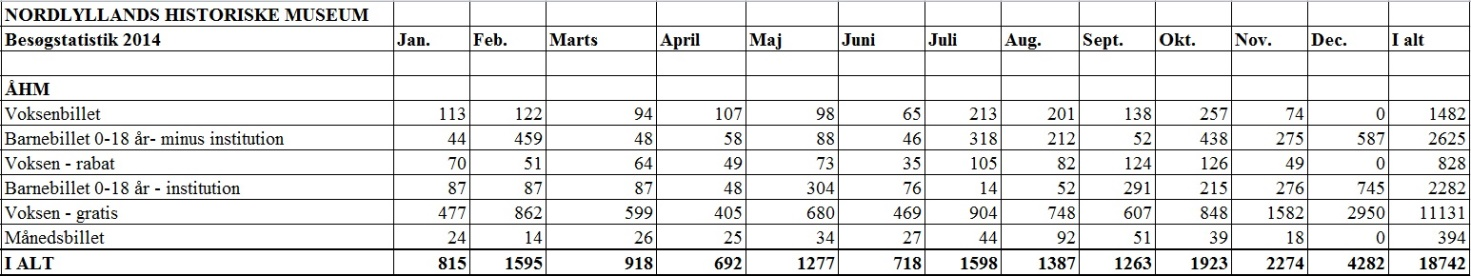 NORDLYLLANDS HISTORISKE MUSEUM
Besøgstatistik 2014 Jan. Feb. Marts April Maj Juni Juli Aug. Sept. Okt. Nov. Dec. I alt
ÅHM
Voksenbillet 113 122 94 107 98 65 213 201 138 257 74 0 1482
Barnebillet 0-18 år- minus institution 44 459 48 58 88 46 318 212 52 438 275 587 2625
Voksen - rabat 70 51 64 49 73 35 105 82 124 126 49 0 828
Barnebillet 0-18 år - institution 87 87 87 48 304 76 14 52 291 215 276 745 2282
Voksen - gratis 477 862 599 405 680 469 904 748 607 848 1582 2950 11131
Månedsbillet 24 14 26 25 34 27 44 92 51 39 18 0 394
I ALT 815 1595 918 692 1277 718 1598 1387 1263 1923 2274 4282 18742